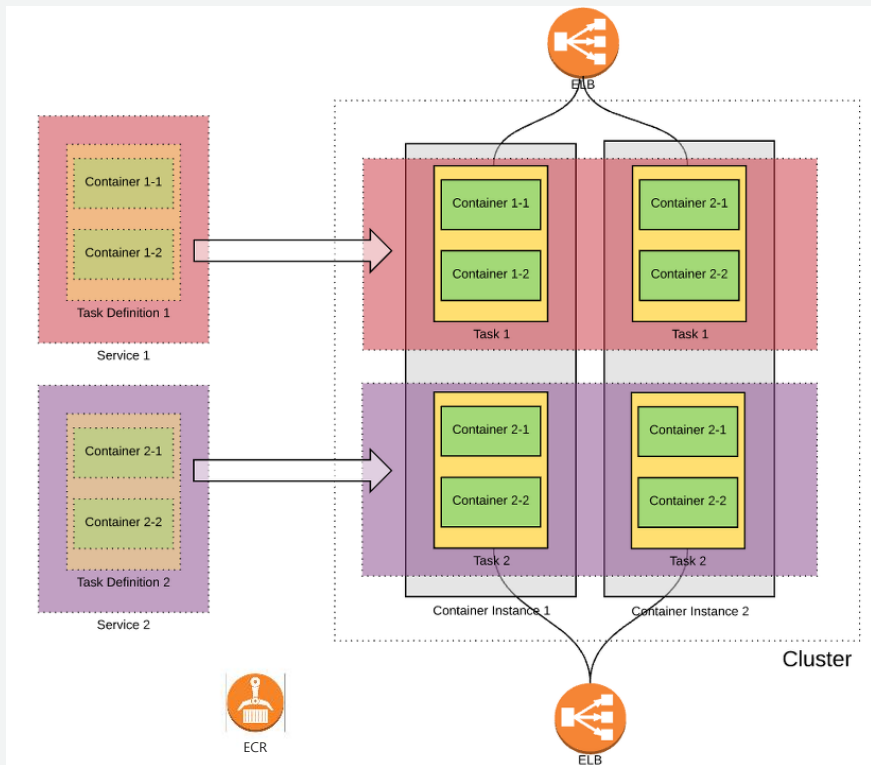 ELB
Container 1-1
Container 1-2
Task Definition 1
Service 1
Container 1-1
Container 2-1
Container 1-2
Container 2-2
Task 1
Task 1
Container 2-1
Container 2-2
Task Definition 2
Service 2
Container 2-1
Container 2-1
Container 2-2
Container 2-2
Task 2
Task 2
Container Instance 1
Container Instance 2
Cluster
ECR
ELB